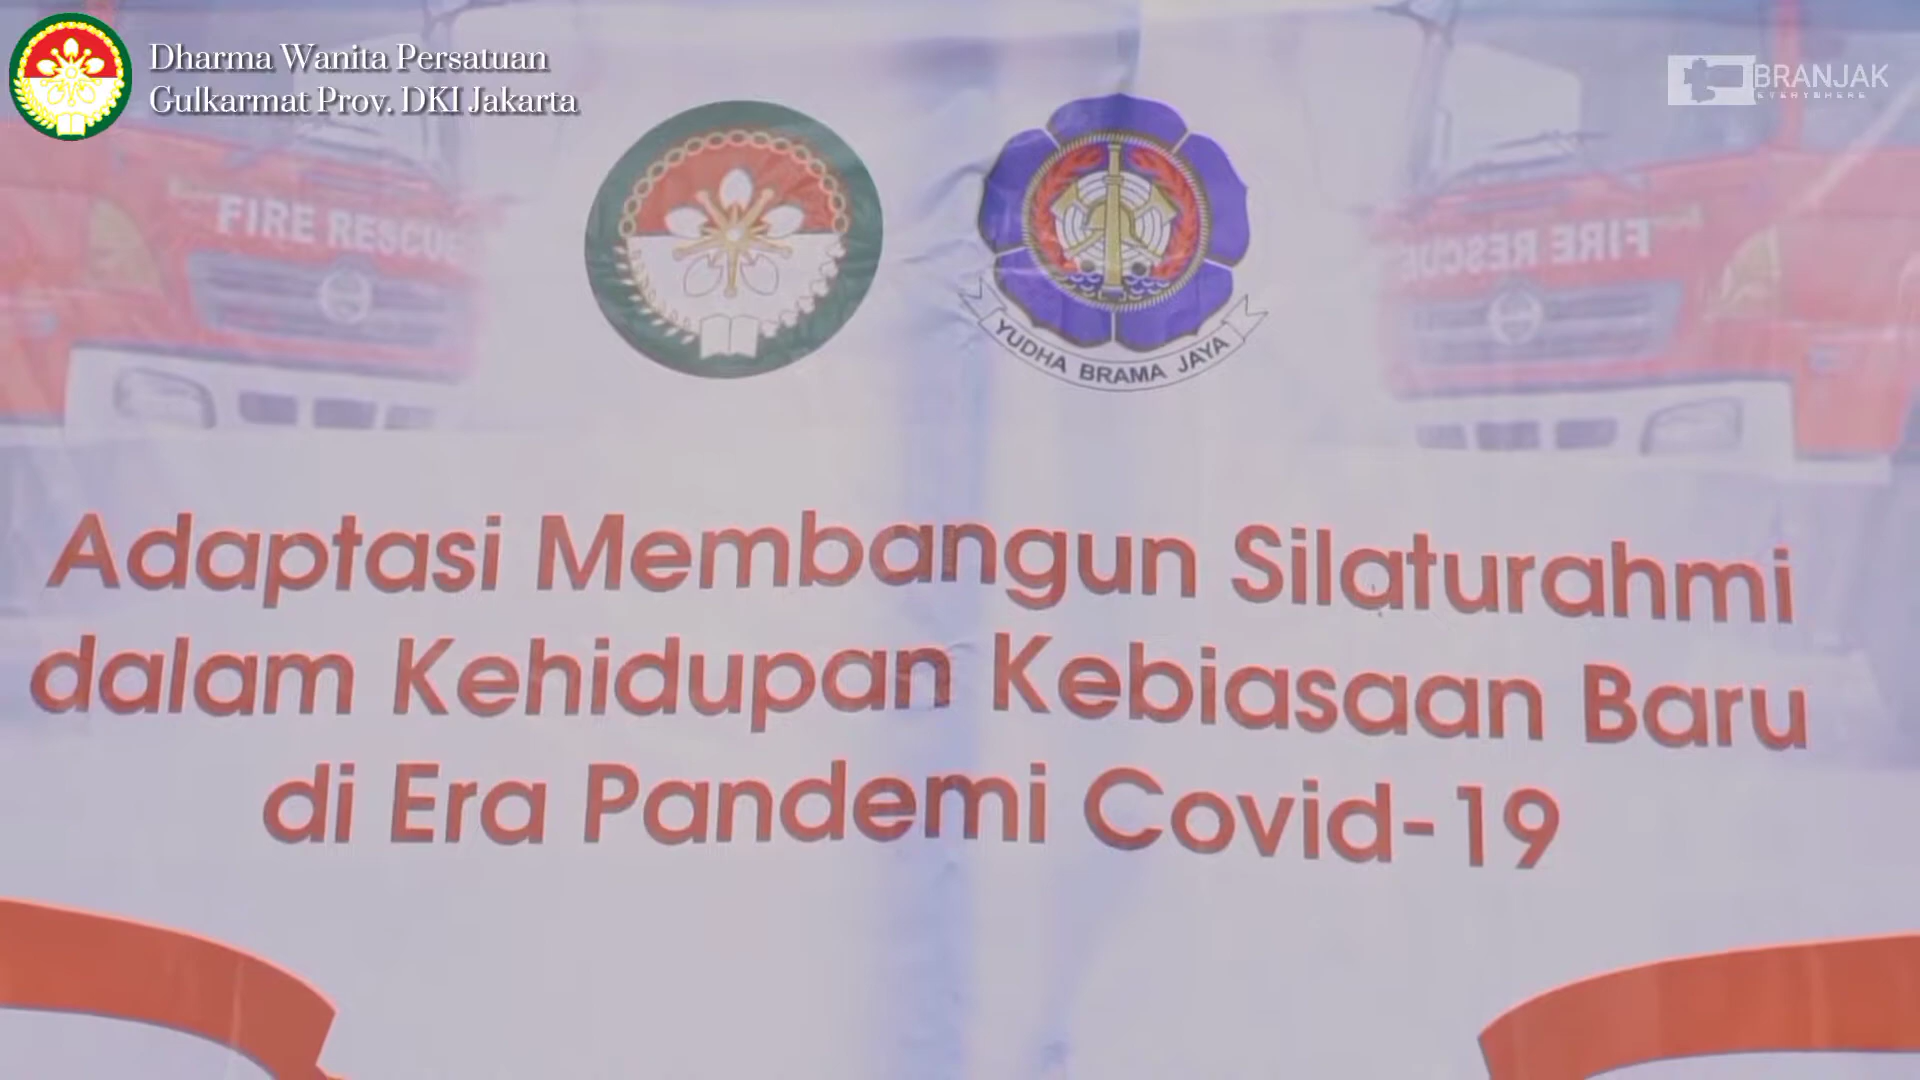 Dharma Wanita Persatuan
Gulkarmat Prov. DKI Jakarta
BRANJAK
EVERYWHERE
FIRE RESCUE
FIRE RESCUE
YUDHA BRAMA JAYA
Adaptasi Membangun Silaturahmi
dalam Kehidupan Kebiasaan Baru
di Era Pandemi Covid-19